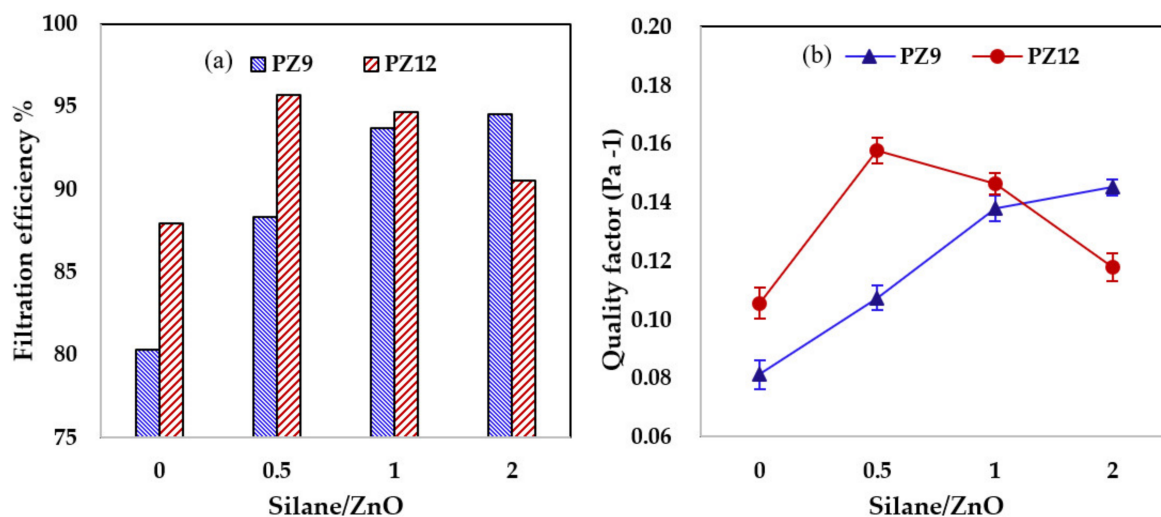 (a) PZ9 PZ12
Filtration efficiency %
100
95
90
85
80
75
0 0.5 1 2
Silane/ZnO
(b) PZ9 PZ12
Quality factor (Pa -1)
0.20
0.18
0.16
0.14
0.12
0.10
0.08
0.06
0 0.5 1 2
Silane/ZnO